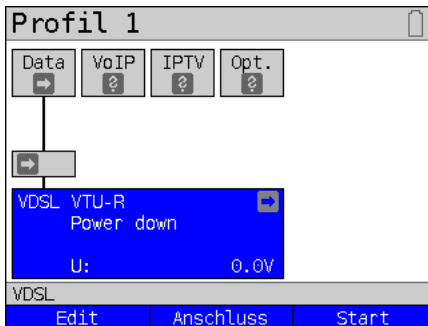 Profil 1
Data VoIP IPTV Opt.
VDSL VTU-R
Power down
U: 0.0V
VDSL
Edit Anschluss Start